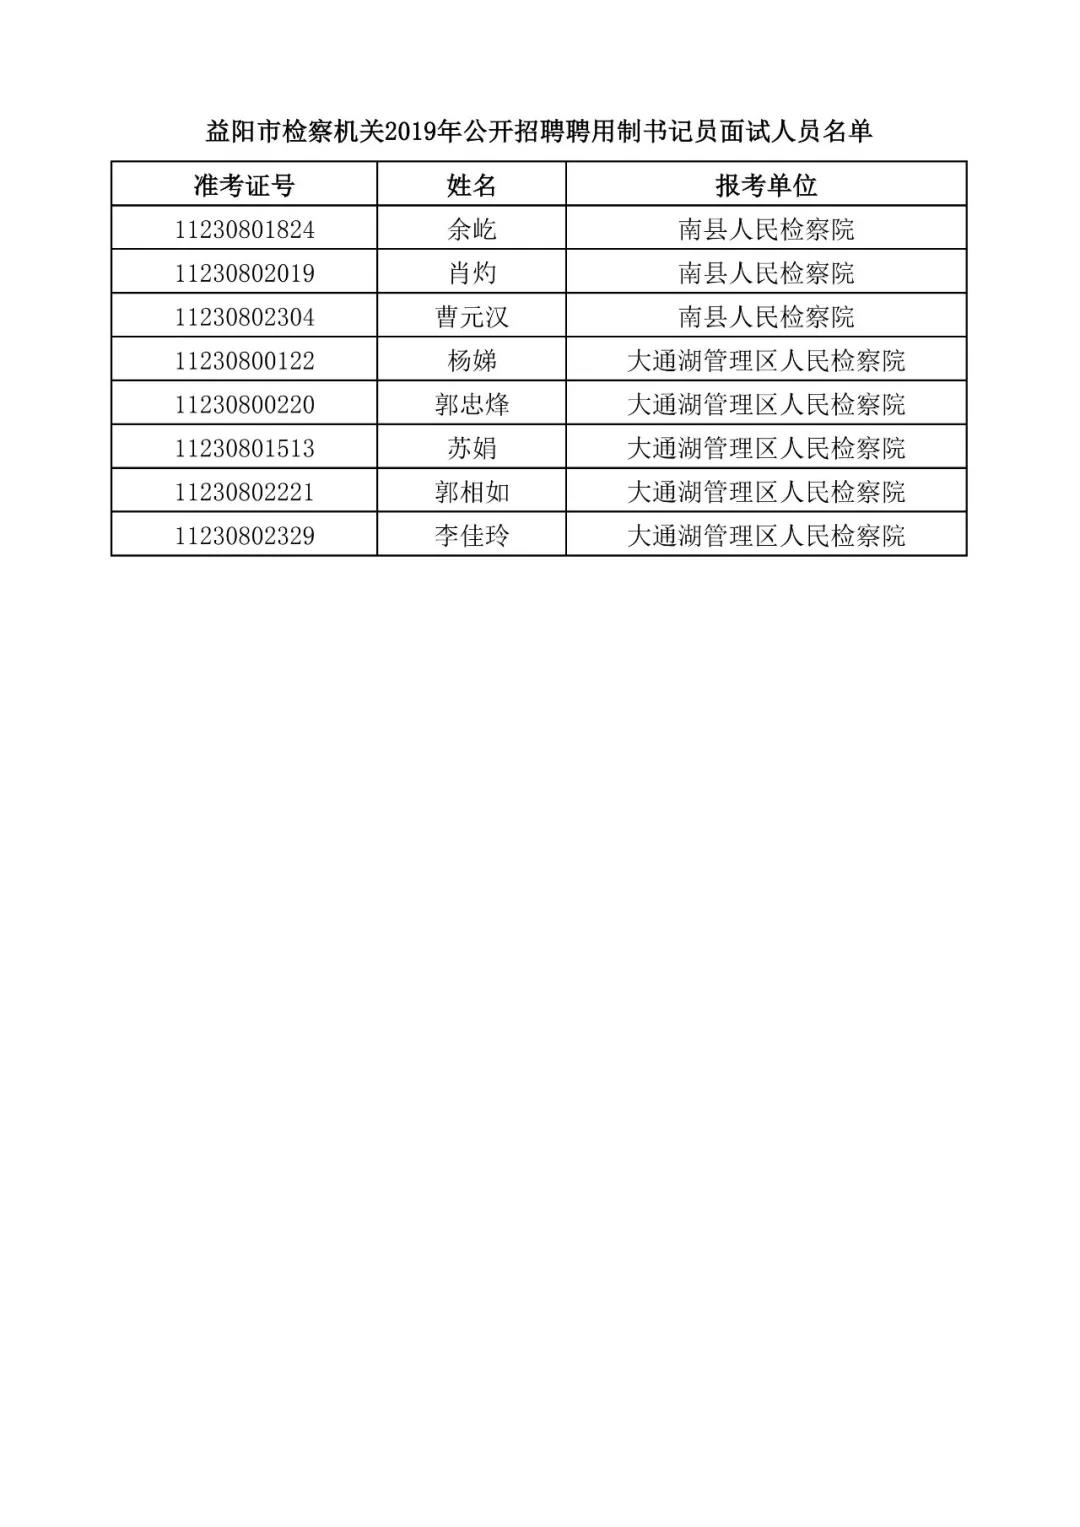 益阳市检察机关2019年公开招聘聘用制书记员面试人员名单
准考证号 姓名 报考单位
11230801824 余屹 南县人民检察院
11230802019 肖灼 南县人民检察院
11230802304 曹元汉 南县人民检察院
11230800122 杨娣 大通湖管理区人民检察院
11230800220 郭忠烽 大通湖管理区人民检察院
11230801513 苏娟 大通湖管理区人民检察院
11230802221 郭相如 大通湖管理区人民检察院
11230802329 李佳玲 大通湖管理区人民检察院